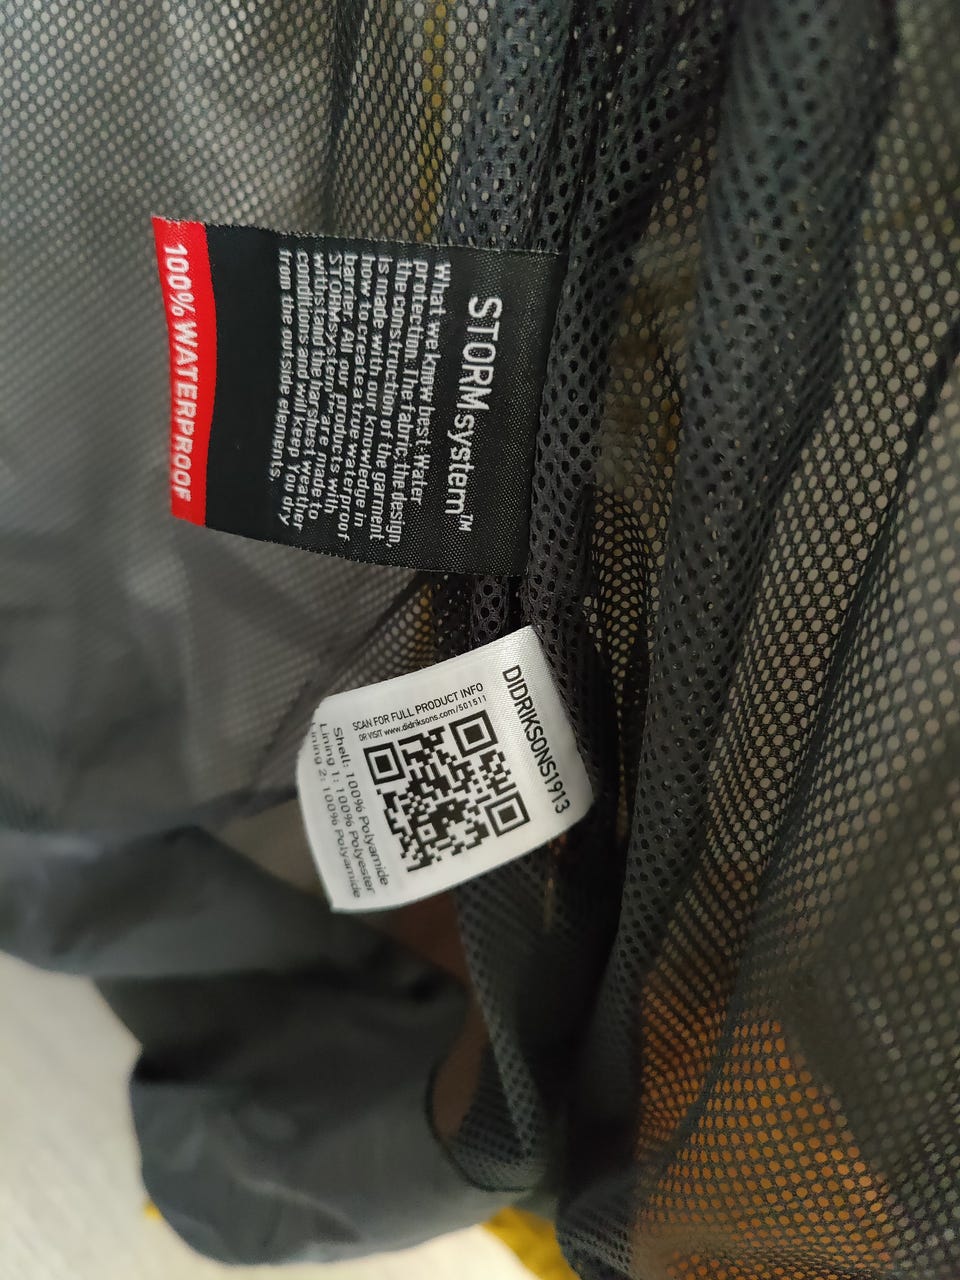 STORMsystem™
What we know best. Water
protection. The fabric, the design,
the construction of the garment
is made with our knowledge in
how to create a true waterproof
barrier. All our products with
STORMsystem™ are made to
withstand the harshest weather
conditions and will keep you dry
from the outside elements.
100% WATERPROOF
DIDRIKSONS1913
SCAN FOR FULL PRODUCT INFO
OR VISIT www.didriksons.com/501511
Shell: 100% Polyamide
Lining 1: 100% Polyester
Lining 2: 100% Polyamide